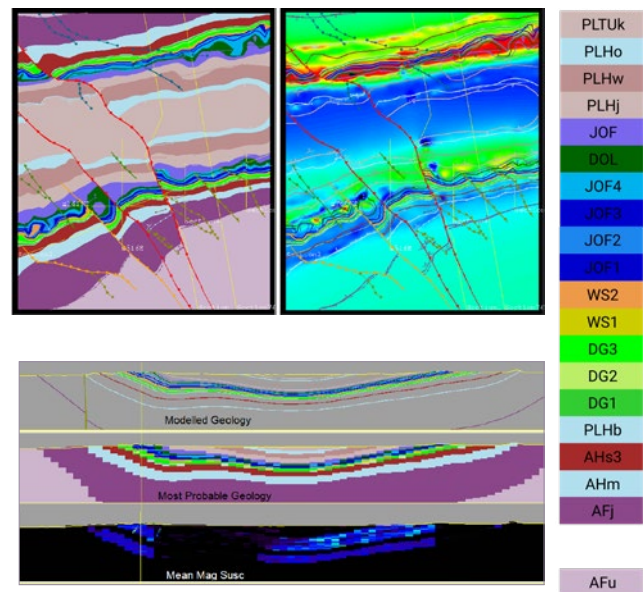 PLTUk
PLHo
PLHw
PLHj
JOF
DOL
JOF4
JOF3
JOF2
JOF1
WS2
WS1
DG3
DG2
DG1
PLHb
AHs3
AHm
AFj
AFu
Modelled Geology
Most Probable Geology
Mean Mag Susc